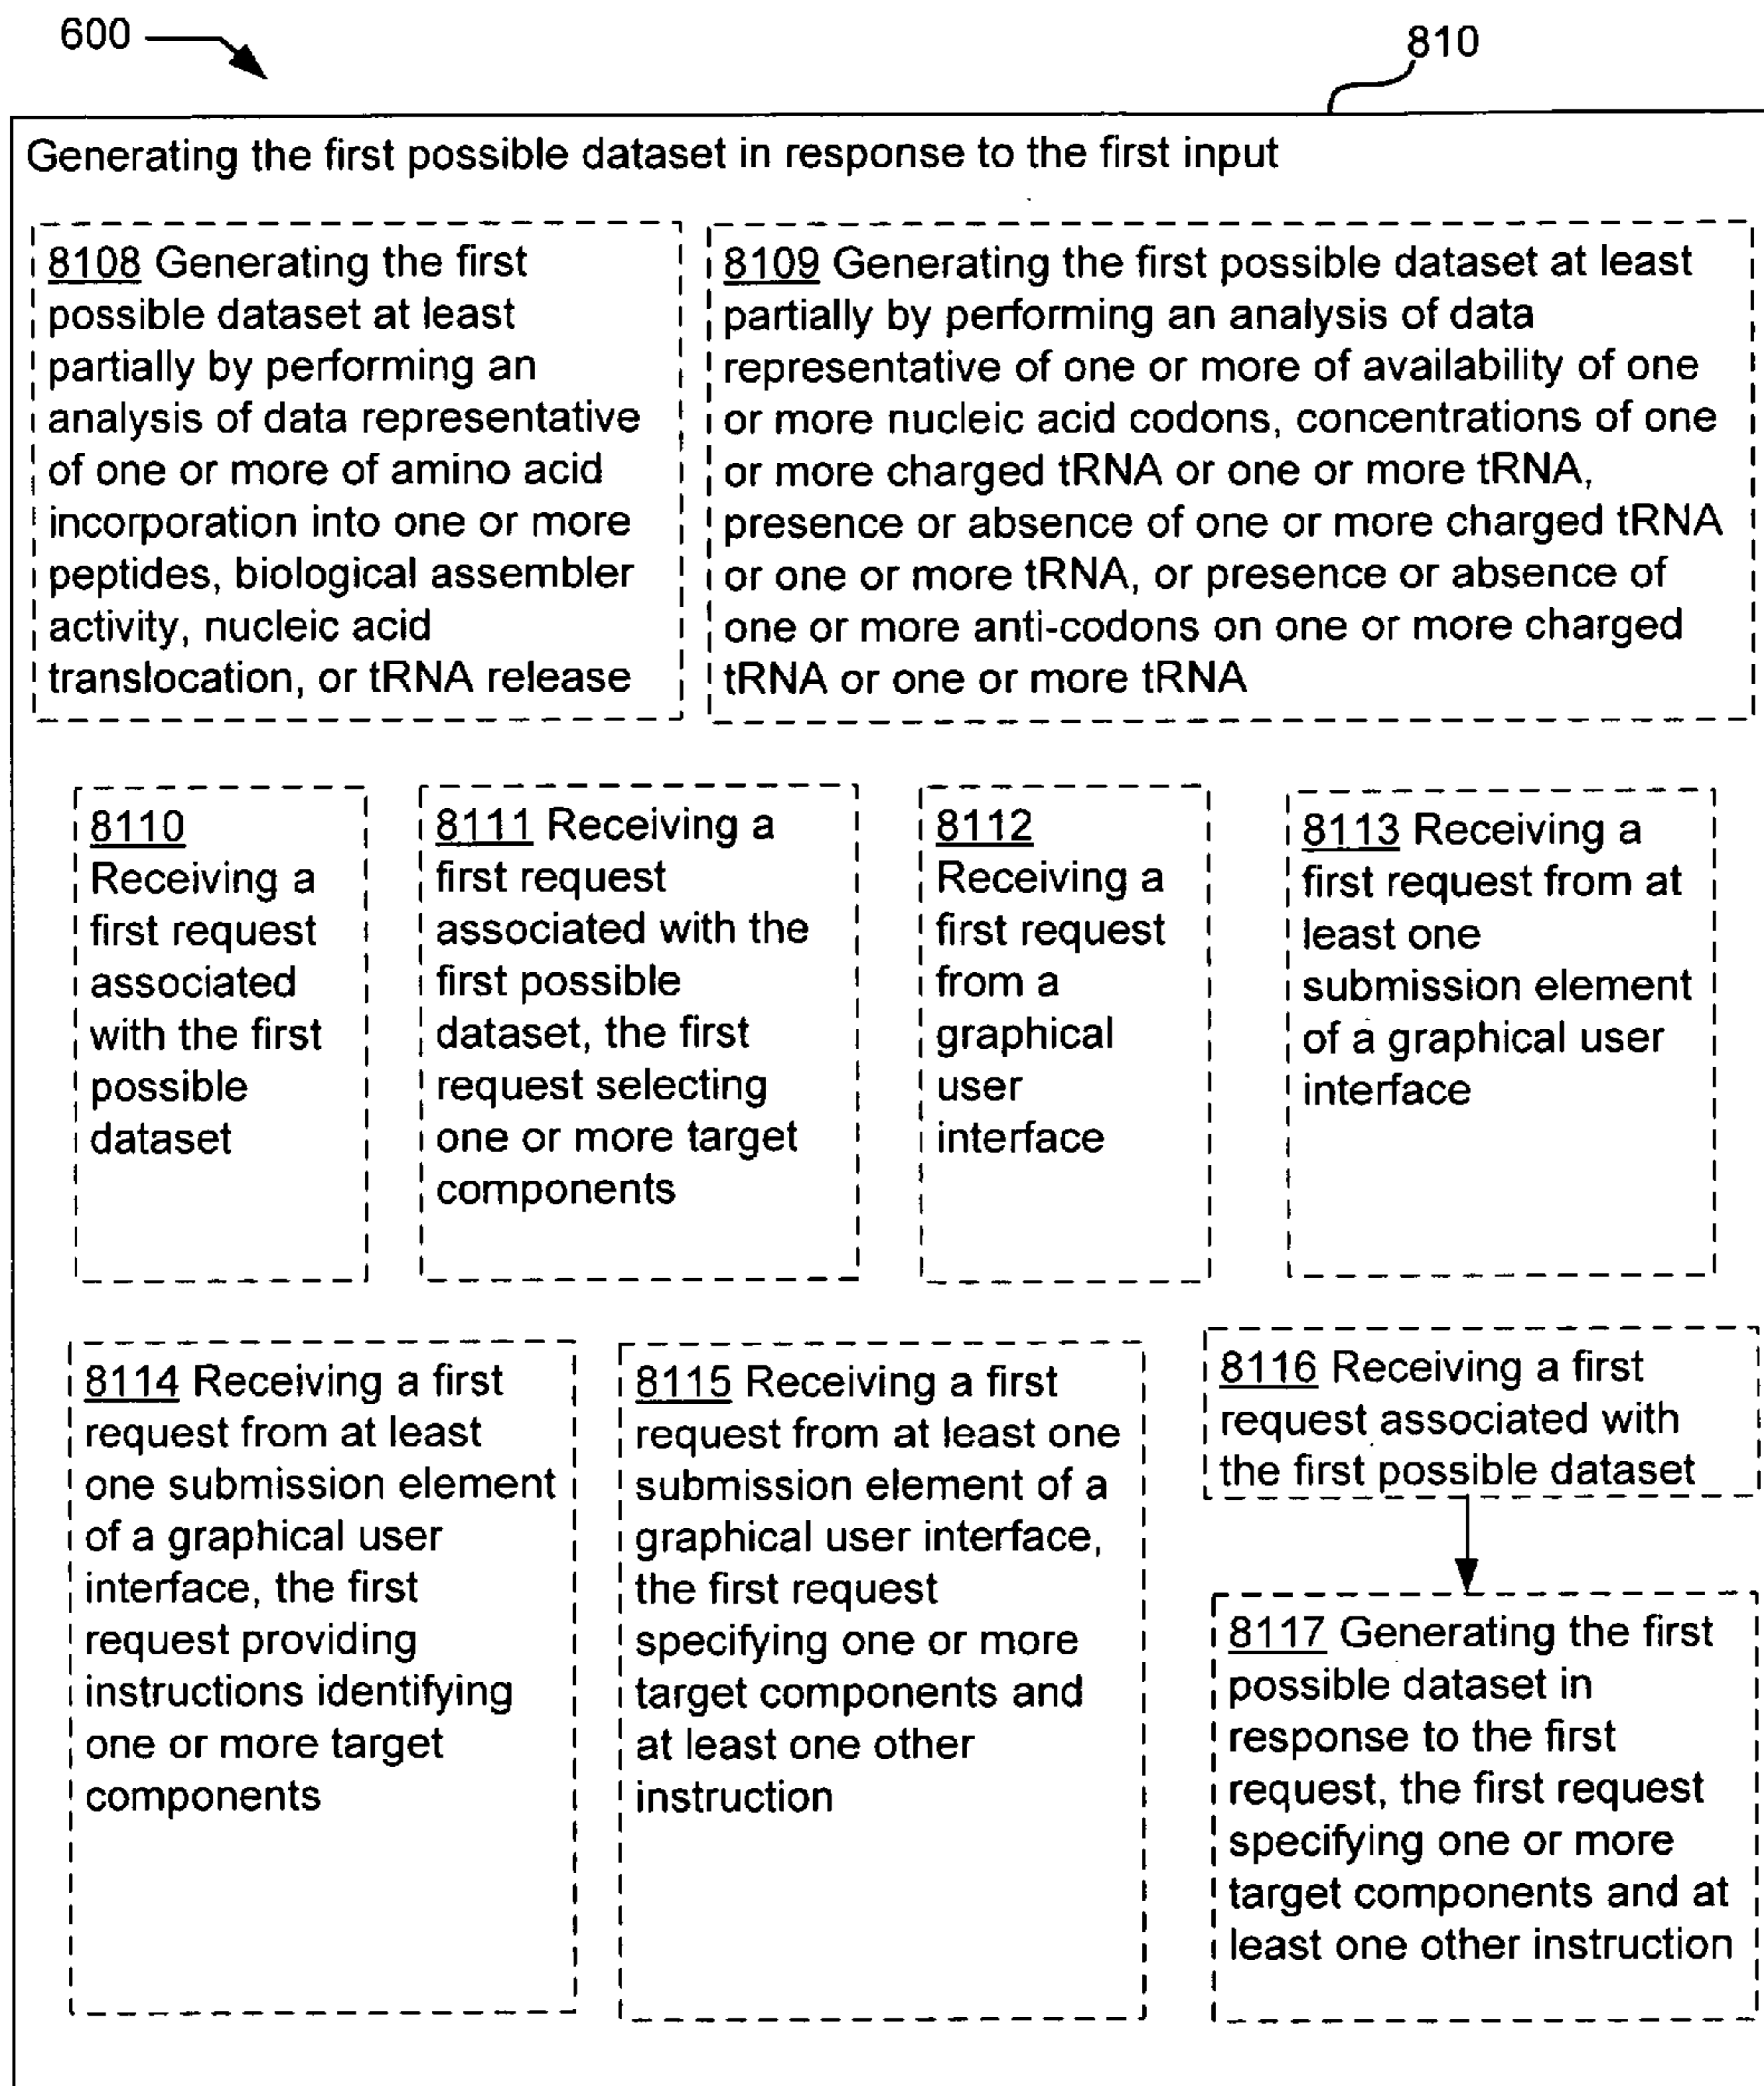 600
810
Generating the first possible dataset in response to the first input
8108 Generating the first
possible dataset at least
partially by performing an
analysis of data representative
of one or more of amino acid
incorporation into one or more
peptides, biological assembler
activity, nucleic acid
translocation, or tRNA release
8109 Generating the first possible dataset at least
partially by performing an analysis of data
representative of one or more of availability of one
or more nucleic acid codons, concentrations of one
or more charged tRNA or one or more tRNA,
presence or absence of one or more charged tRNA
or one or more tRNA, or presence or absence of
one or more anti-codons on one or more charged
tRNA or one or more tRNA
8110
Receiving a
first request
associated
with the first
possible
dataset
8111 Receiving a
first request
associated with the
first possible
dataset, the first
request selecting
one or more target
components
8112
Receiving a
first request
from a
graphical
user
interface
8113 Receiving a
first request from at
least one
submission element
of a graphical user
interface
8114 Receiving a first
request from at least
one submission element
of a graphical user
interface, the first
request providing
instructions identifying
one or more target
components
8115 Receiving a first
request from at least one
submission element of a
graphical user interface,
the first request
specifying one or more
target components and
at least one other
instruction
8116 Receiving a first
request associated with
the first possible dataset
8117 Generating the first
possible dataset in
response to the first
request, the first request
specifying one or more
target components and at
least one other instruction